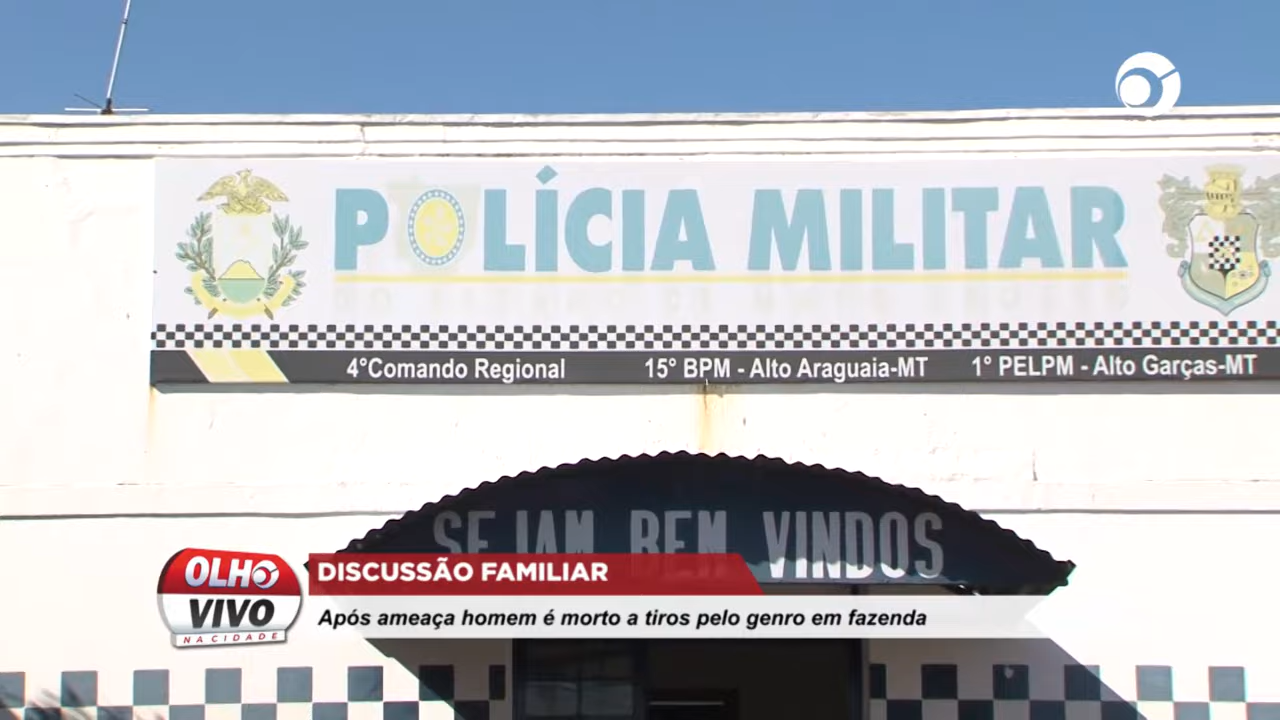 POLÍCIA MILITAR
4°Comando Regional 15° BPM - Alto Araguaia-MT 1° PELPM - Alto Garças-MT
SEJAM BEM VINDOS
OLHO
VIVO
NA CIDADE
DISCUSSÃO FAMILIAR
Após ameaça homem é morto a tiros pelo genro em fazenda